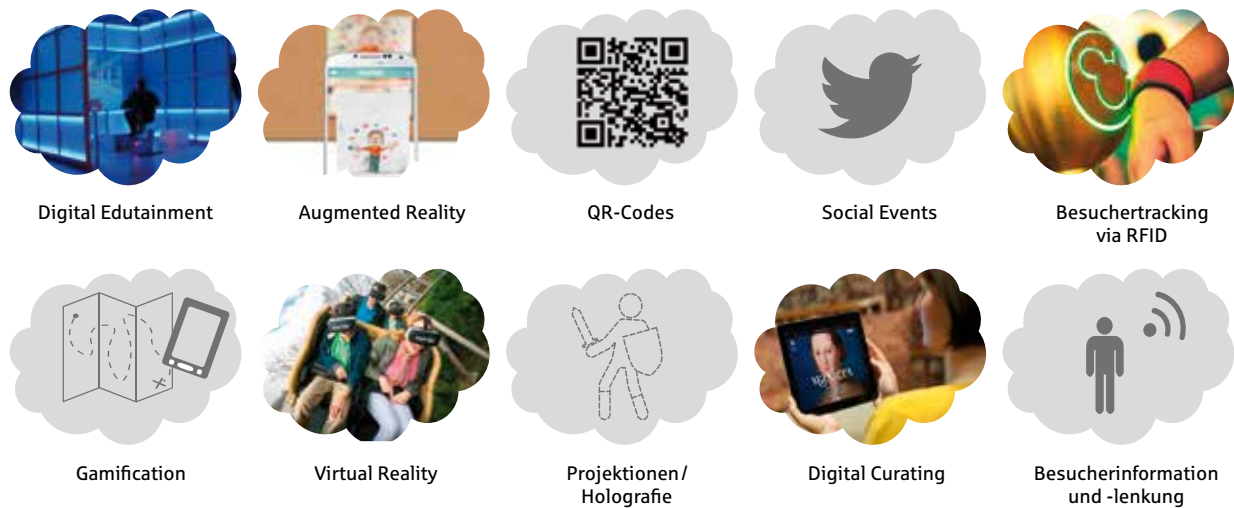 Digital Edutainment
Augmented Reality
QR-Codes
Social Events
Besuchertracking
via RFID
Gamification
Virtual Reality
Projektionen /
Holografie
Digital Curating
Besucherinformation
und -lenkung